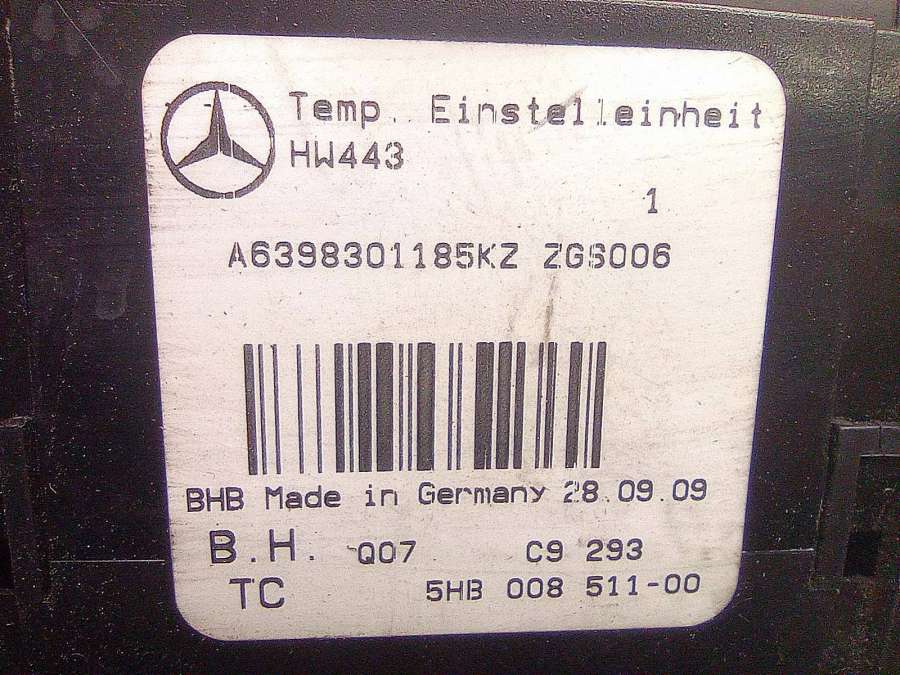 Temp. Einstelleinheit
HW443
1
A6398301185KZ ZGS006
BHB Made in Germany 28.09.09
B.H. Q07 C9 293
TC 5HB 008 511-00